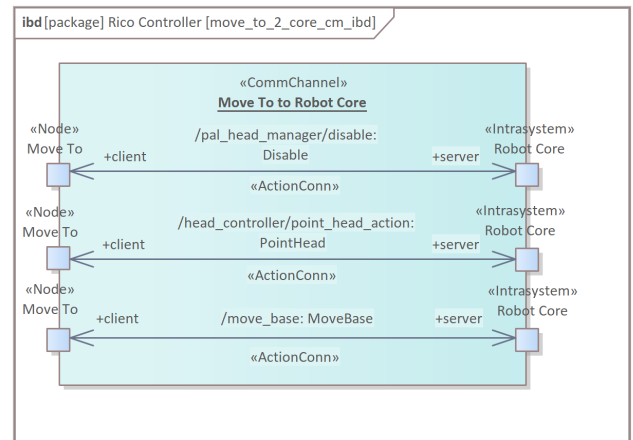 ibd [package] Rico Controller [move_to_2_core_cm_ibd]
«CommChannel»
Move To to Robot Core
«Node»
Move To
+client
/pal_head_manager/disable:
Disable
«ActionConn»
+server
«Intrasystem»
Robot Core
«Node»
Move To
+client
/head_controller/point_head_action:
PointHead
«ActionConn»
+server
«Intrasystem»
Robot Core
«Node»
Move To
+client
/move_base: MoveBase
«ActionConn»
+server
«Intrasystem»
Robot Core